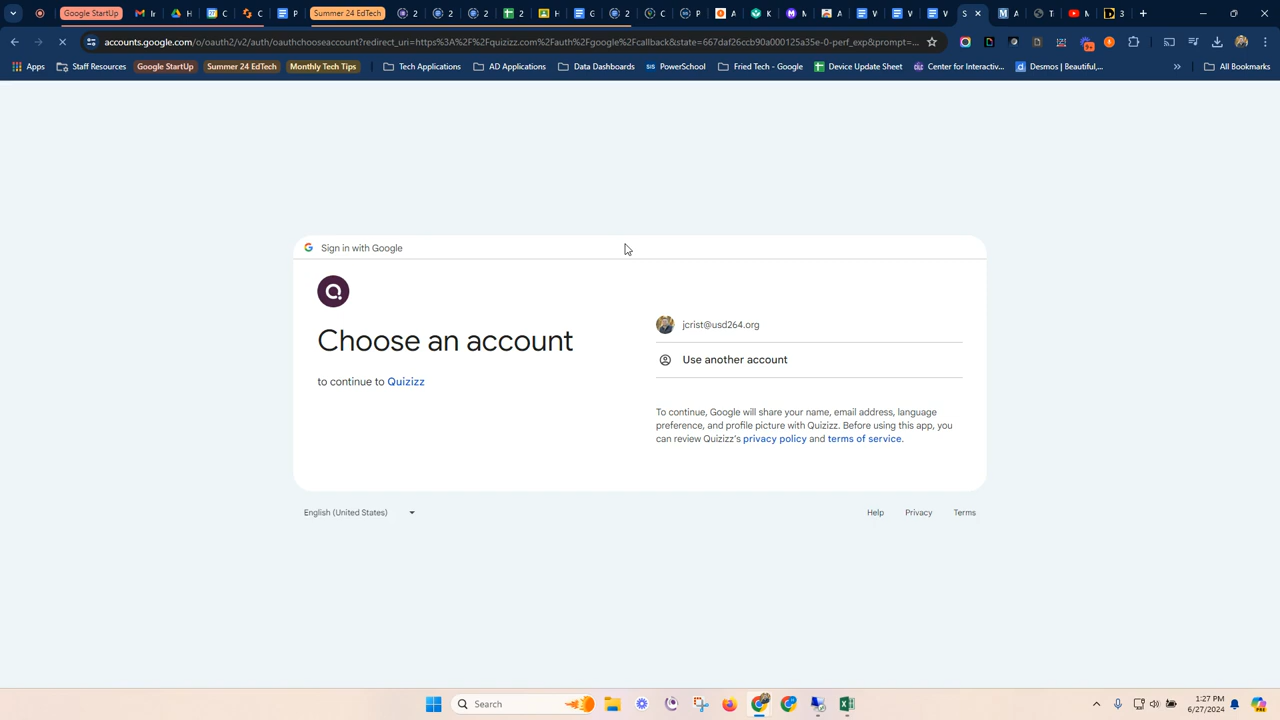 Google StartUp
Summer 24 EdTech
accounts.google.com/o/oauth2/v2/auth/oauthchooseaccount?redirect_uri=https%3A%2F%2Fquizizz.com%2Fauth%2Fgoogle%2Fcallback&state=667daf26ccb90a000125a35e-0-perf_exp&prompt=...
Apps
Staff Resources
Google StartUp
Summer 24 EdTech
Monthly Tech Tips
Tech Applications
AD Applications
Data Dashboards
SIS PowerSchool
Fried Tech - Google
Device Update Sheet
Center for Interactiv...
Desmos | Beautiful,...
»
All Bookmarks
Sign in with Google
Choose an account
to continue to Quizizz
jcrist@usd264.org
Use another account
To continue, Google will share your name, email address, language
preference, and profile picture with Quizizz. Before using this app, you
can review Quizizz's privacy policy and terms of service.
English (United States)
Help Privacy Terms
Search
1:27 PM
6/27/2024